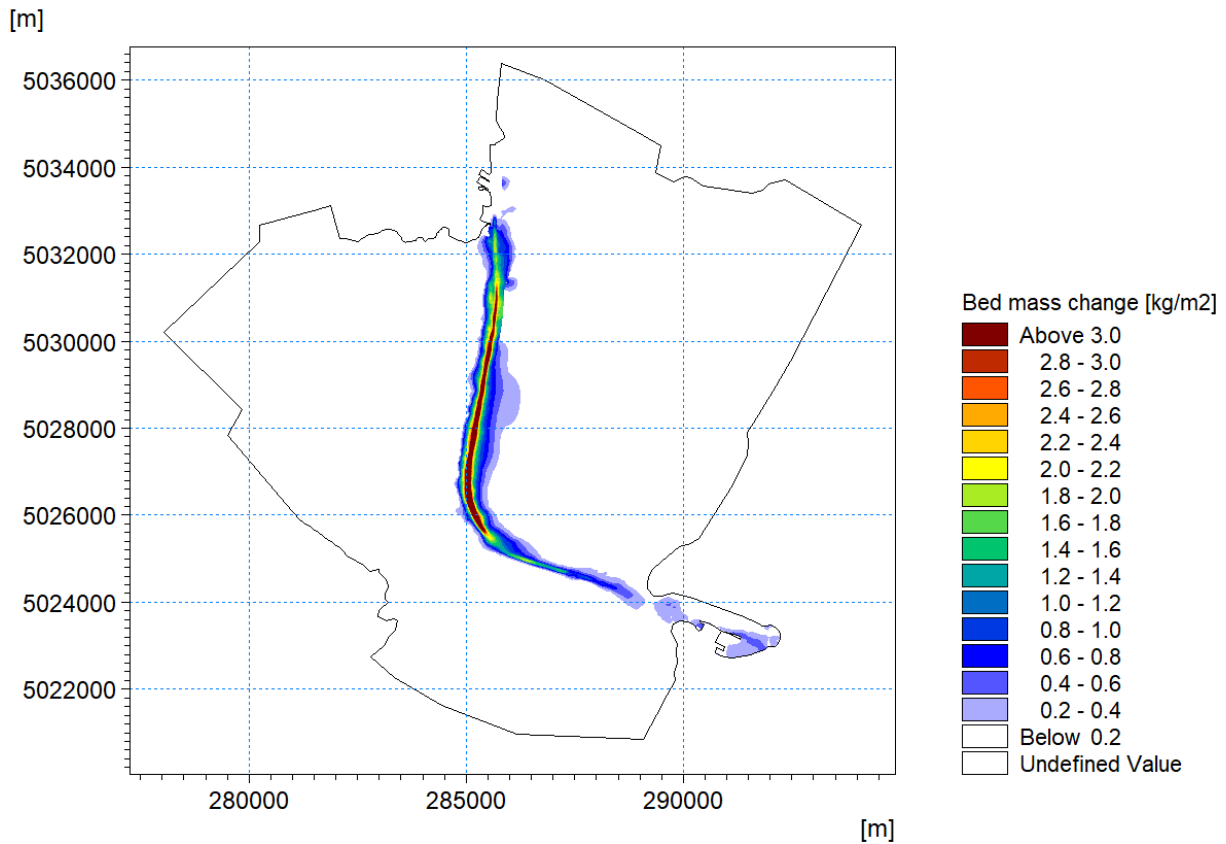 [m]
5036000
5034000
5032000
5030000
5028000
5026000
5024000
5022000
280000 285000 290000
[m]
Bed mass change [kg/m2]
Above 3.0
2.8 - 3.0
2.6 - 2.8
2.4 - 2.6
2.2 - 2.4
2.0 - 2.2
1.8 - 2.0
1.6 - 1.8
1.4 - 1.6
1.2 - 1.4
1.0 - 1.2
0.8 - 1.0
0.6 - 0.8
0.4 - 0.6
0.2 - 0.4
Below 0.2
Undefined Value